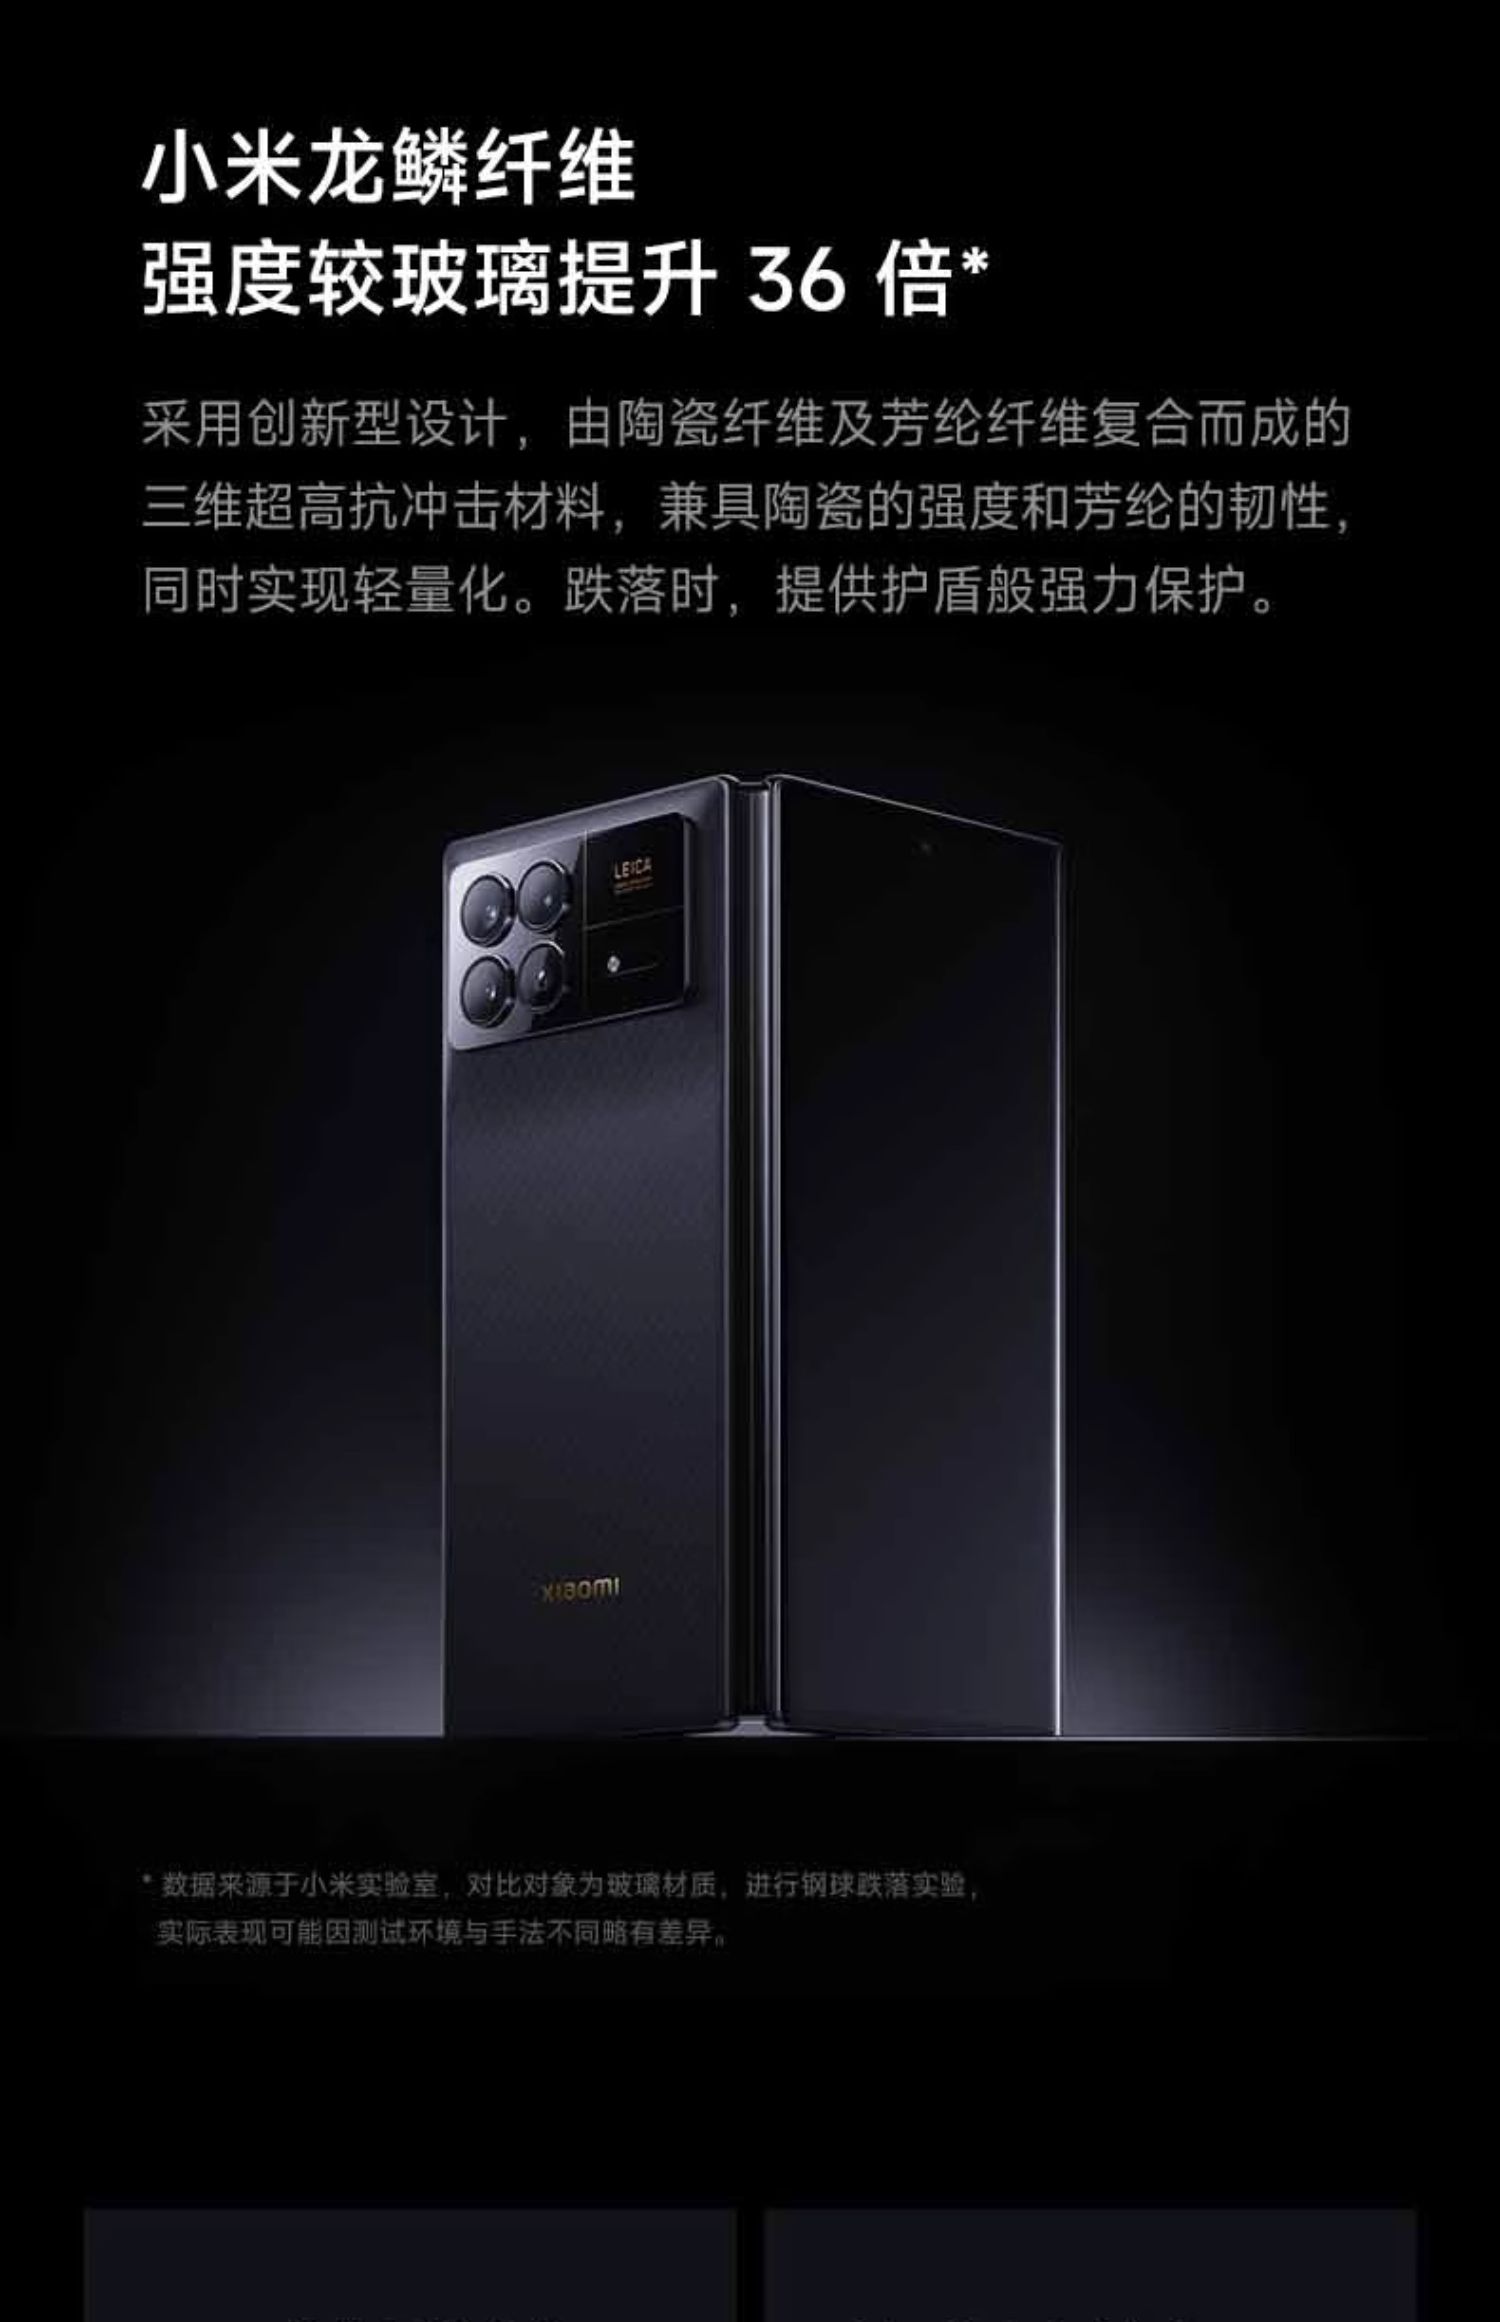 小米龙鳞纤维
强度较玻璃提升 36 倍*
采用创新型设计，由陶瓷纤维及芳纶纤维复合而成的
三维超高抗冲击材料，兼具陶瓷的强度和芳纶的韧性，
同时实现轻量化。跌落时，提供护盾般强力保护。
LEICA
xiaomi
* 数据来源于小米实验室，对比对象为玻璃材质，进行钢球跌落实验，
实际表现可能因测试环境与手法不同略有差异。